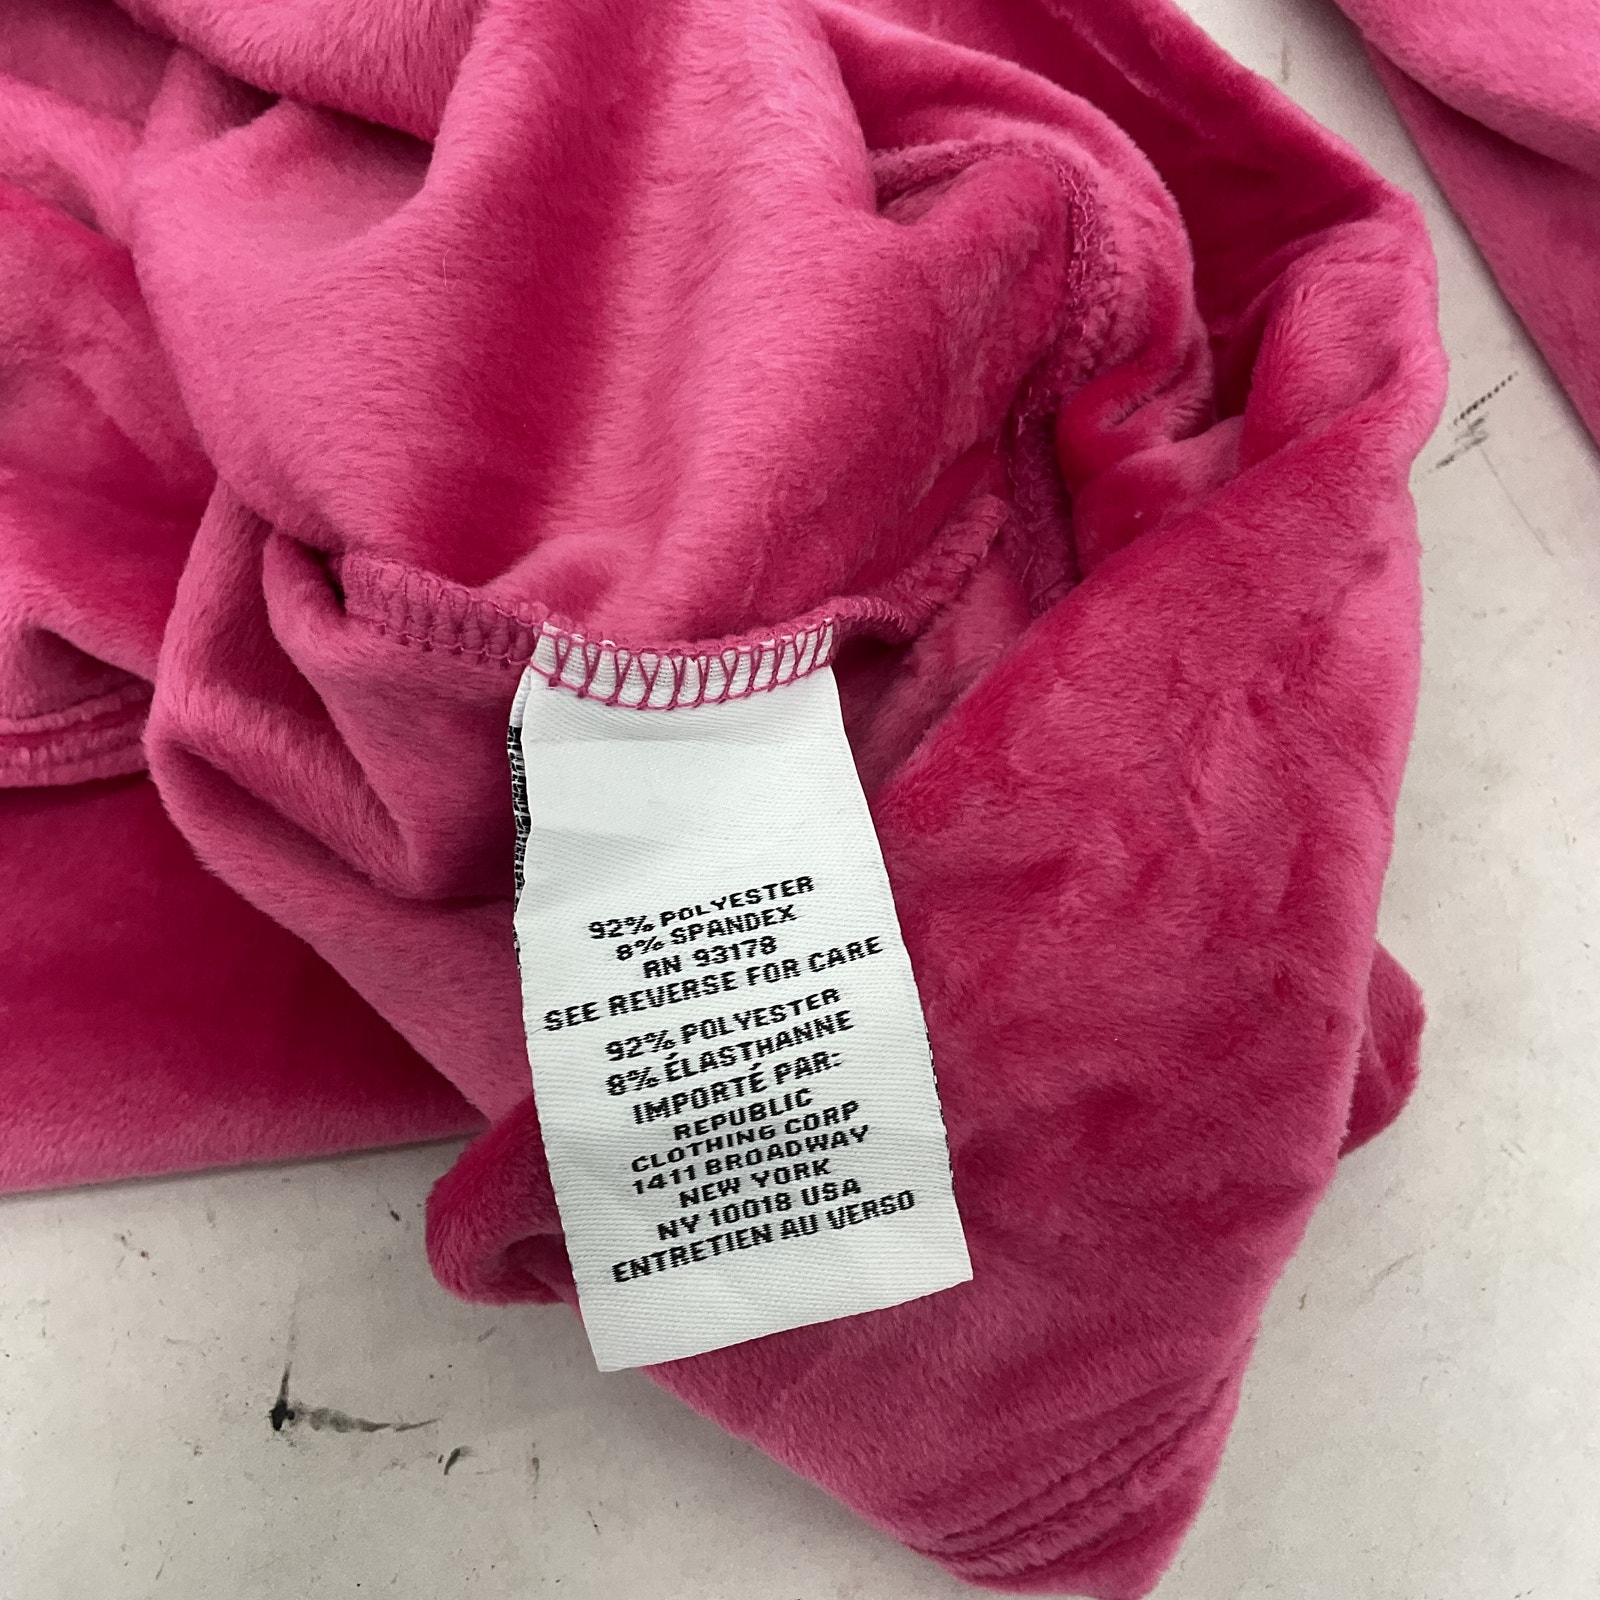 92% POLYESTER
8% SPANDEX
RN 93178
SEE REVERSE FOR CARE
92% POLYESTER
8% ÉLASTHANNE
IMPORTÉ PAR:
REPUBLIC
CLOTHING CORP
1411 BROADWAY
NEW YORK
NY 10018 USA
ENTRETIEN AU VERSO